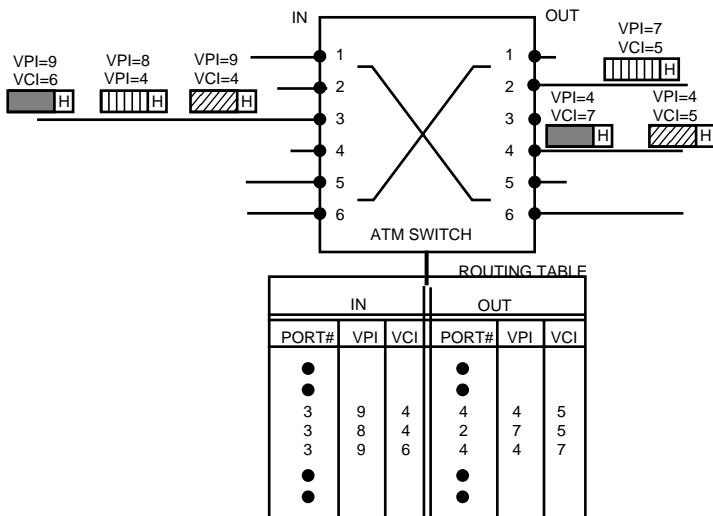 IN
OUT
VPI=9
VCI=6
H
VPI=8
VPI=4
H
VPI=9
VCI=4
H
1
2
3
4
5
6
1
2
3
4
5
6
VPI=7
VCI=5
H
VPI=4
VCI=7
H
VPI=4
VCI=5
H
ATM SWITCH
ROUTING TABLE
IN OUT
PORT# VPI VCI PORT# VPI VCI
3 9 4 4 4 5
3 8 4 2 7 5
3 9 6 4 4 7